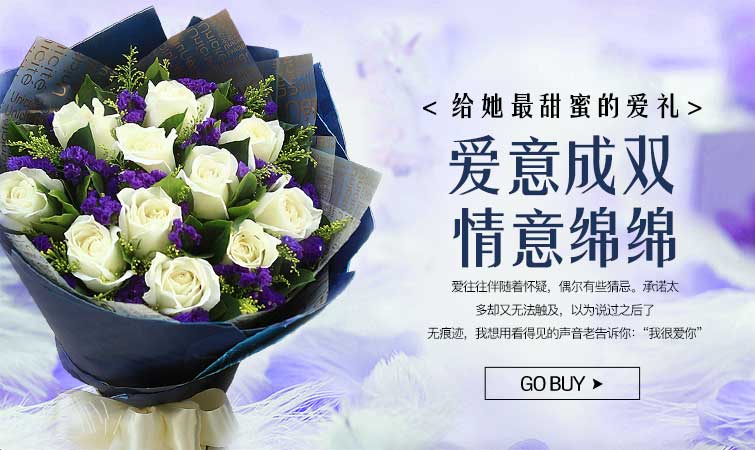 <给她最甜蜜的爱礼>
爱意成双
情意绵绵
爱往往伴随着怀疑，偶尔有些猜忌。承诺太
多却又无法触及，以为说过之后了
无痕迹，我想用看得见的声音老告诉你：“我很爱你”
GO BUY